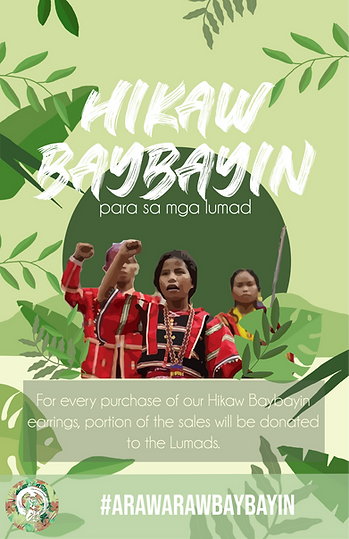 HIKAW
BAYBAYIN
para sa mga lumad
For every purchase of our Hikaw Baybayin
earrings, portion of the sales will be donated
to the Lumads.
#ARAWARAWBAYBAYIN